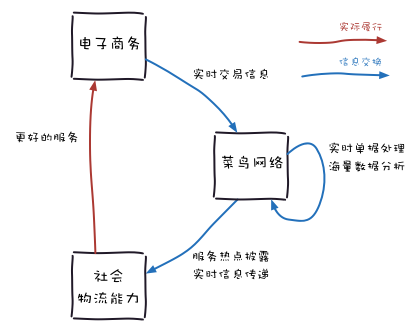 实际履行
电子商务
信息交换
实时交易信息
更好的服务
实时单据处理
菜鸟网络
海量数据分析
服务热点披露
社会
实时信息传递
物流能力